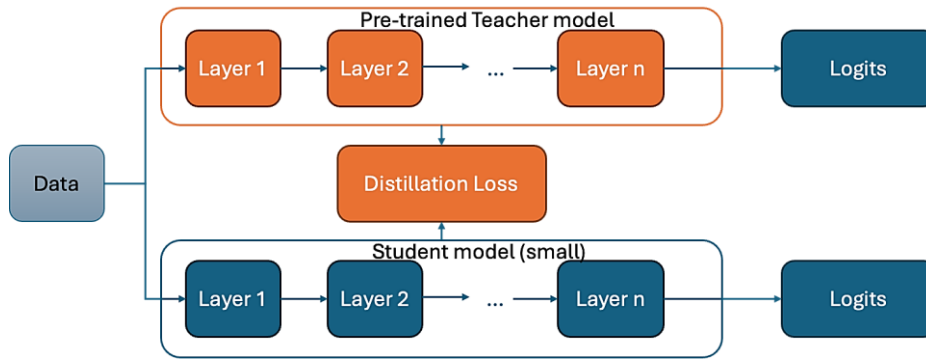 Pre-trained Teacher model
Layer 1
Layer 2
...
Layer n
Logits
Data
Distillation Loss
Student model (small)
Layer 1
Layer 2
...
Layer n
Logits